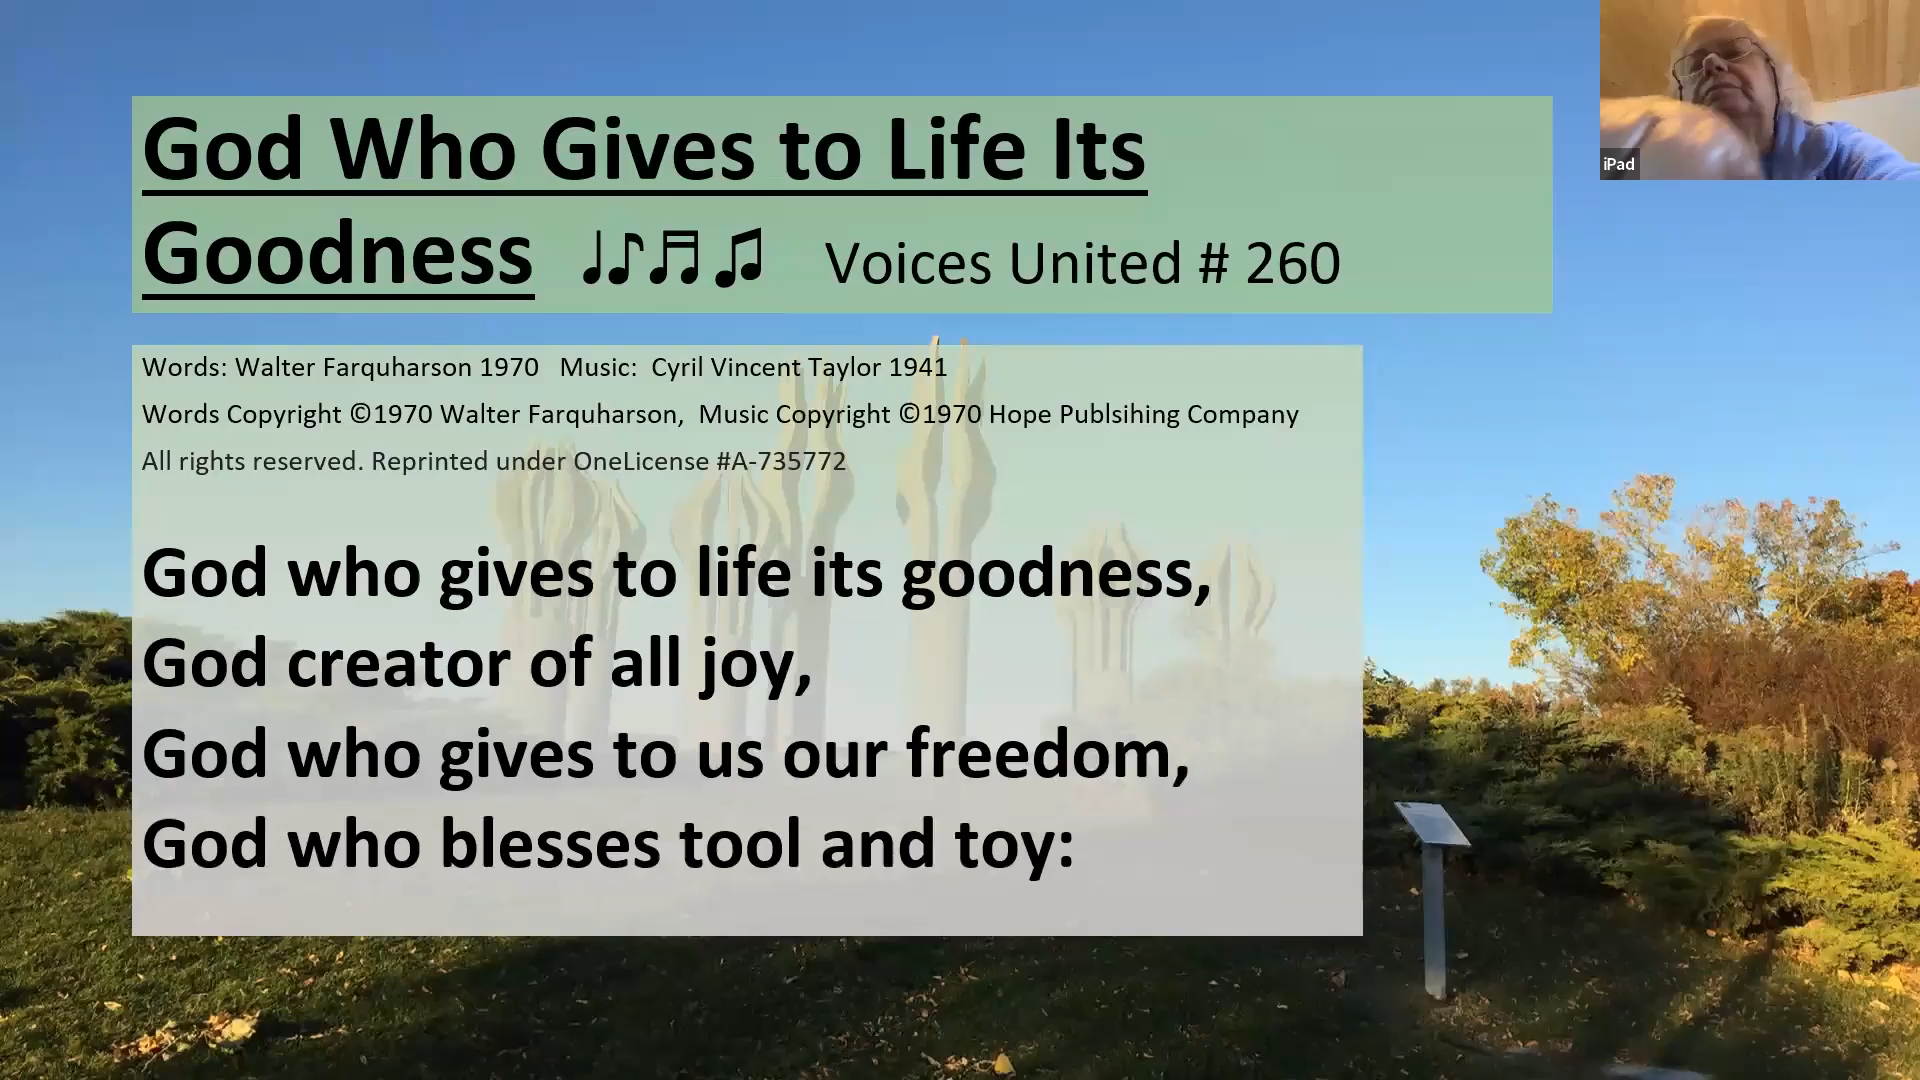 God Who Gives to Life Its
Goodness ♩♪♬♫ Voices United # 260
iPad
Words: Walter Farquharson 1970 Music: Cyril Vincent Taylor 1941
Words Copyright ©1970 Walter Farquharson, Music Copyright ©1970 Hope Publsihing Company
All rights reserved. Reprinted under OneLicense #A-735772
God who gives to life its goodness,
God creator of all joy,
God who gives to us our freedom,
God who blesses tool and toy: